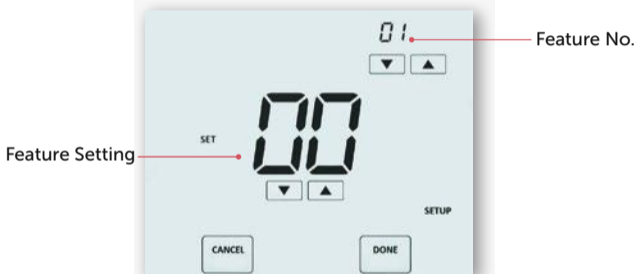 01
Feature No.
SET
00
Feature Setting
SETUP
CANCEL
DONE